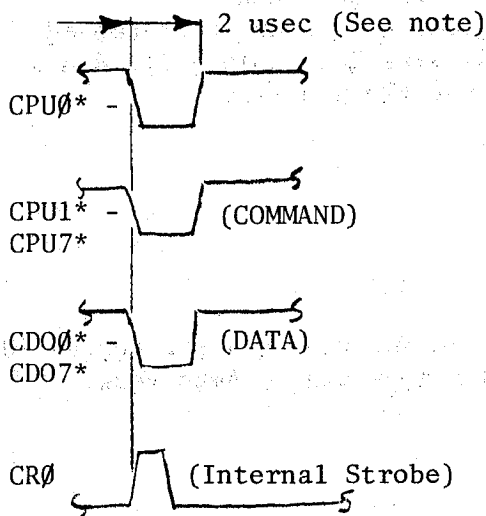 2 usec (See note)
CPUØ* -
CPU1* - (COMMAND)
CPU7*
CDOØ* - (DATA)
CDO7*
CRØ (Internal Strobe)